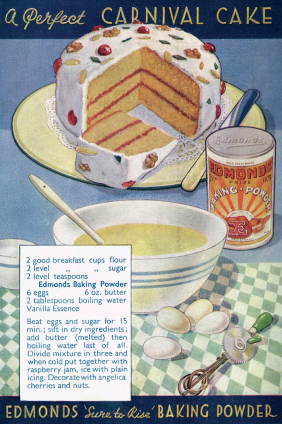 A Perfect CARNIVAL CAKE
Edmonds
EDMONDS
PRIZE
BAKING POWDER
2 good breakfast cups flour
2 level „ „ sugar
2 level teaspoons
Edmonds Baking Powder
6 eggs 6 oz. butter
2 tablespoons boiling water
Vanilla Essence
Beat eggs and sugar for 15
min.; sift in dry ingredients;
add butter (melted) then
boiling water last of all.
Divide mixture in three and
when cold put together with
raspberry jam, ice with plain
icing. Decorate with angelica,
cherries and nuts.
EDMONDS 'Sure to Rise' BAKING POWDER